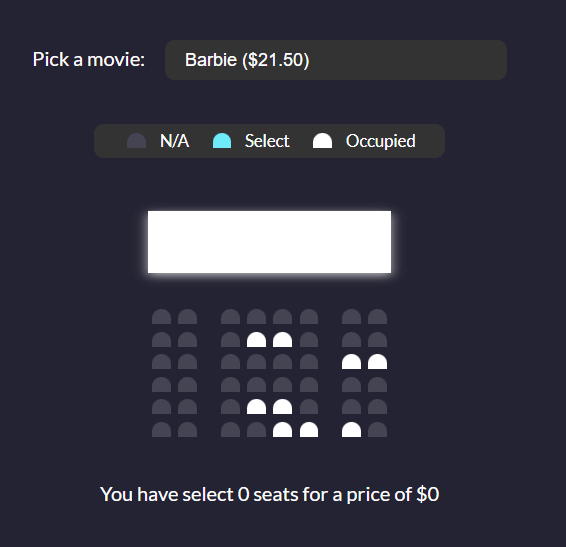 Pick a movie: Barbie ($21.50)
N/A Select Occupied
You have select 0 seats for a price of $0